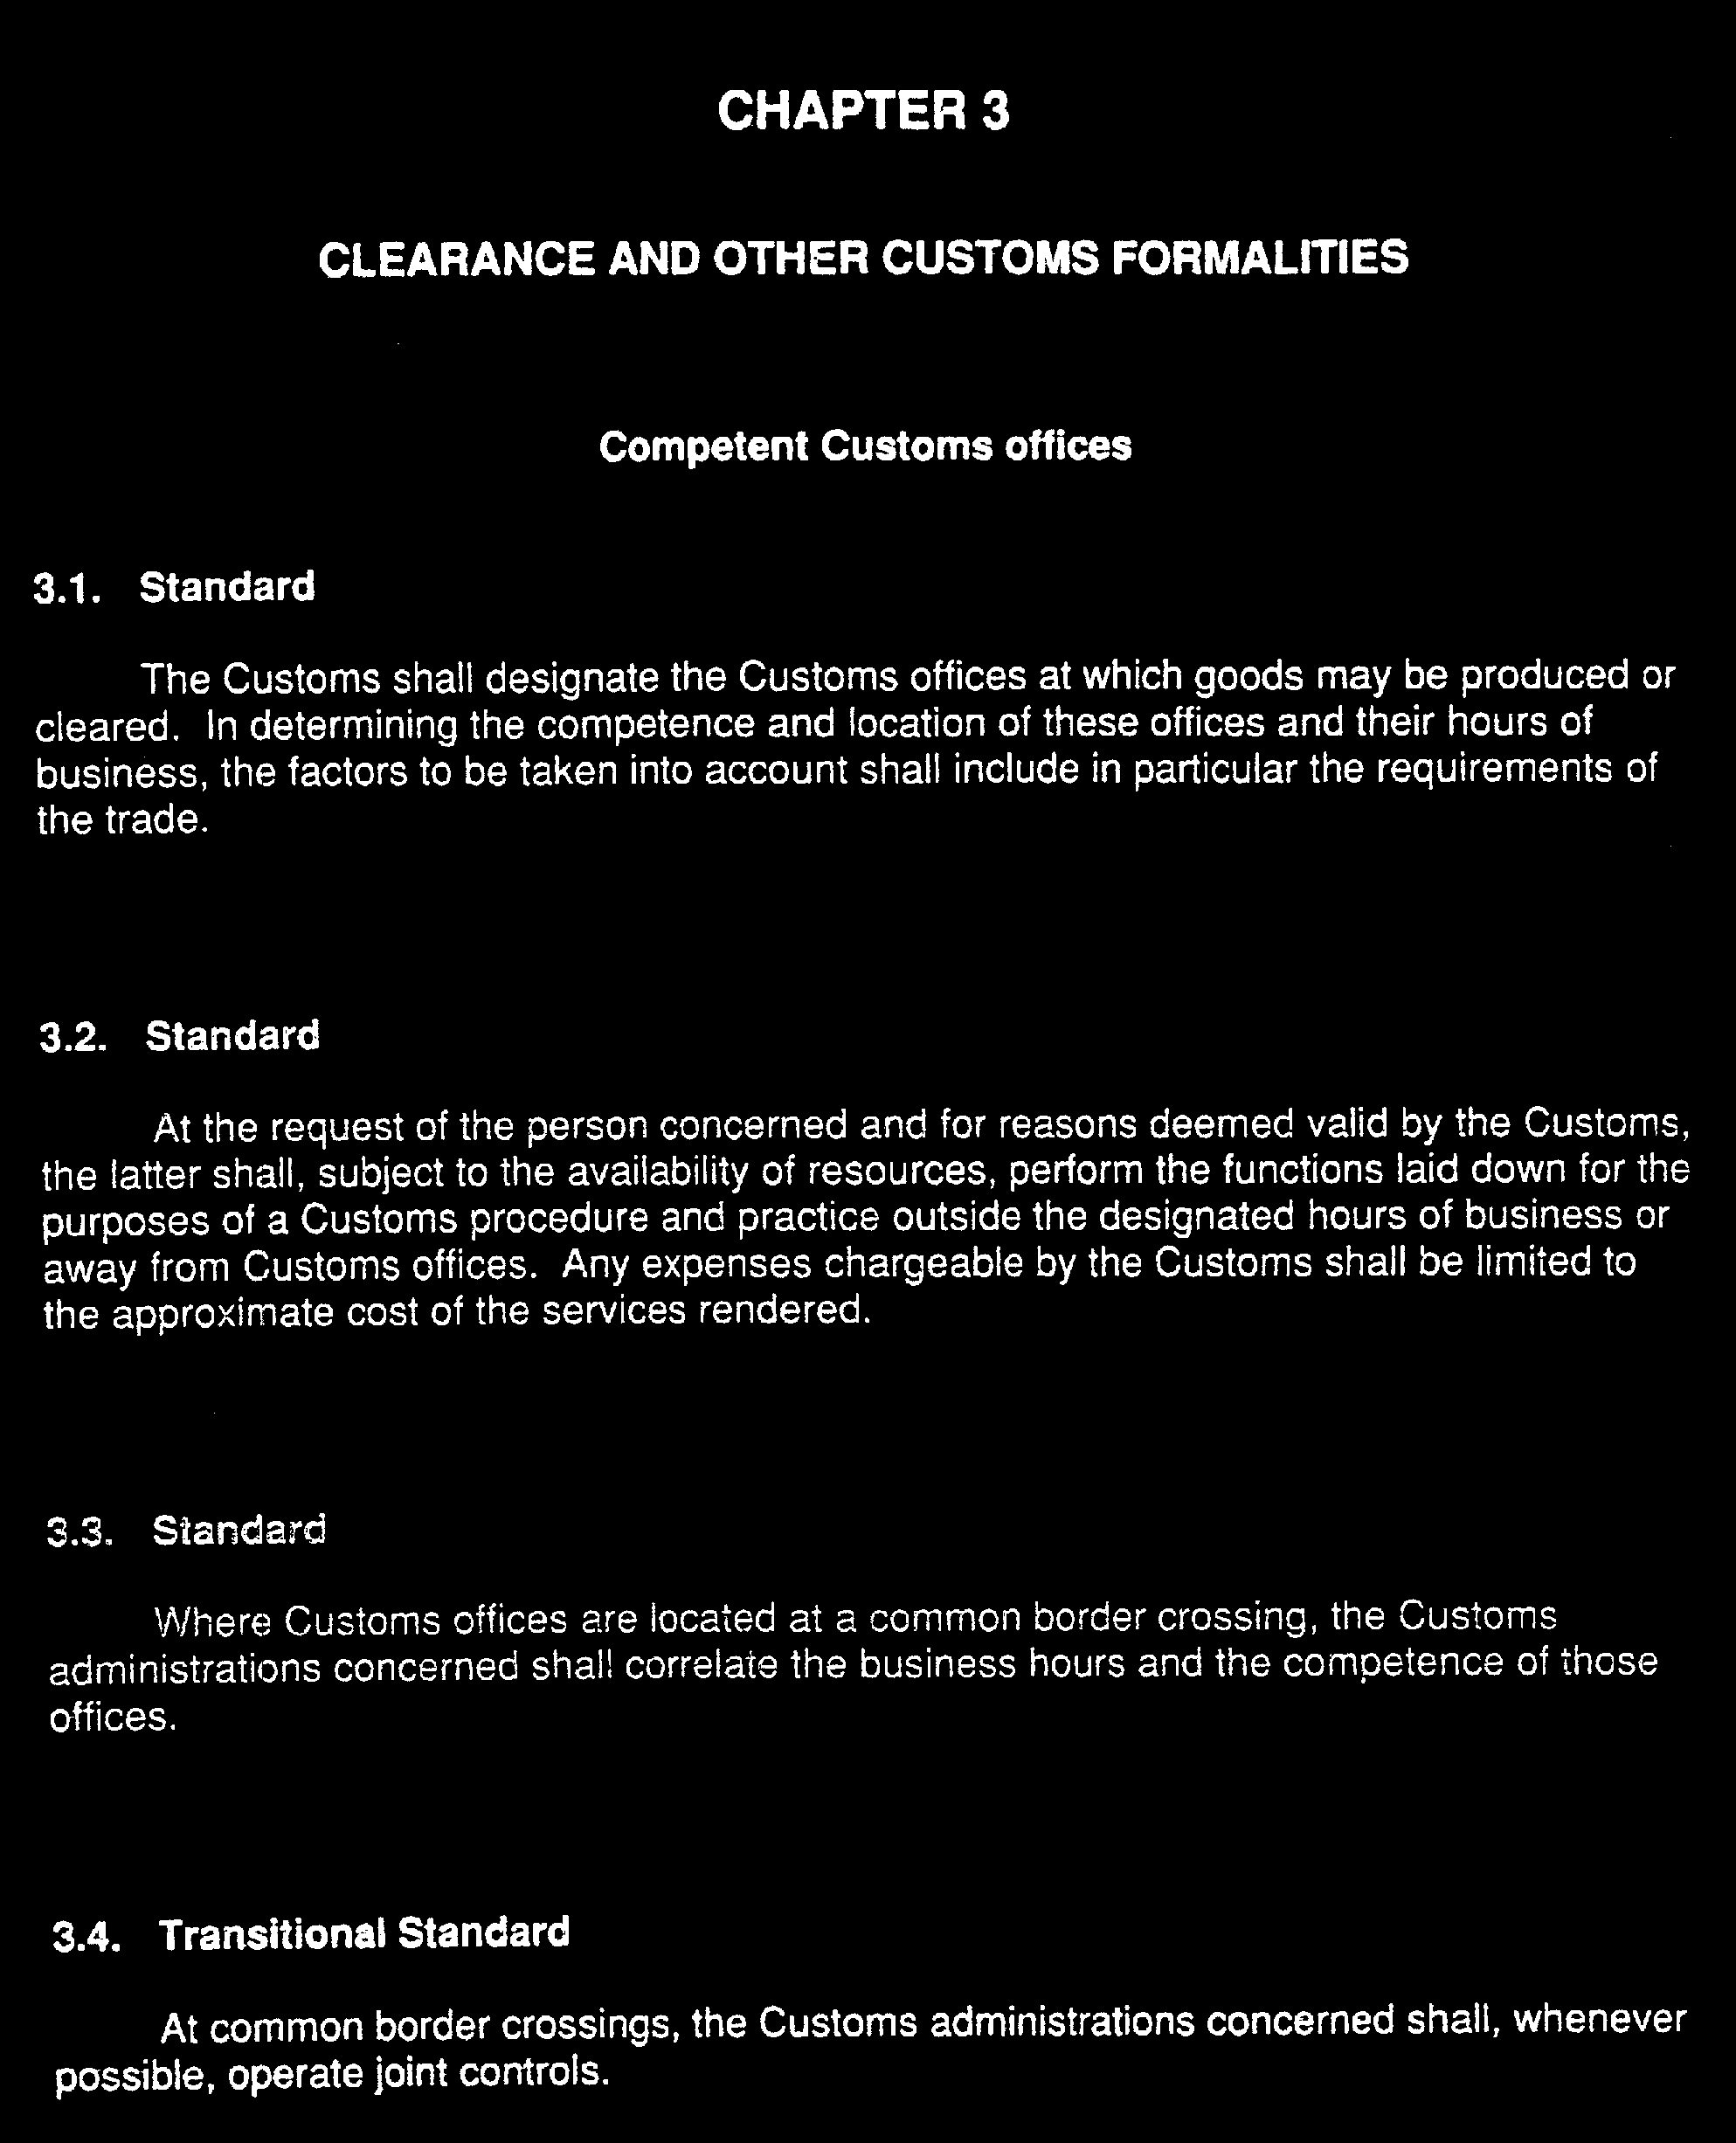 CHAPTER 3
CLEARANCE AND OTHER CUSTOMS FORMALITIES
Competent Customs offices
3.1. Standard
The Customs shall designate the Customs offices at which goods may be produced or
cleared. In determining the competence and location of these offices and their hours of
business, the factors to be taken into account shall include in particular the requirements of
the trade.
3.2. Standard
At the request of the person concerned and for reasons deemed valid by the Customs,
the latter shall, subject to the availability of resources, perform the functions laid down for the
purposes of a Customs procedure and practice outside the designated hours of business or
away from Customs offices. Any expenses chargeable by the Customs shall be limited to
the approximate cost of the services rendered.
3.3. Standard
Where Customs offices are located at a common border crossing, the Customs
administrations concerned shall correlate the business hours and the competence of those
offices.
3.4. Transitional Standard
At common border crossings, the Customs administrations concerned shall, whenever
possible, operate joint controls.